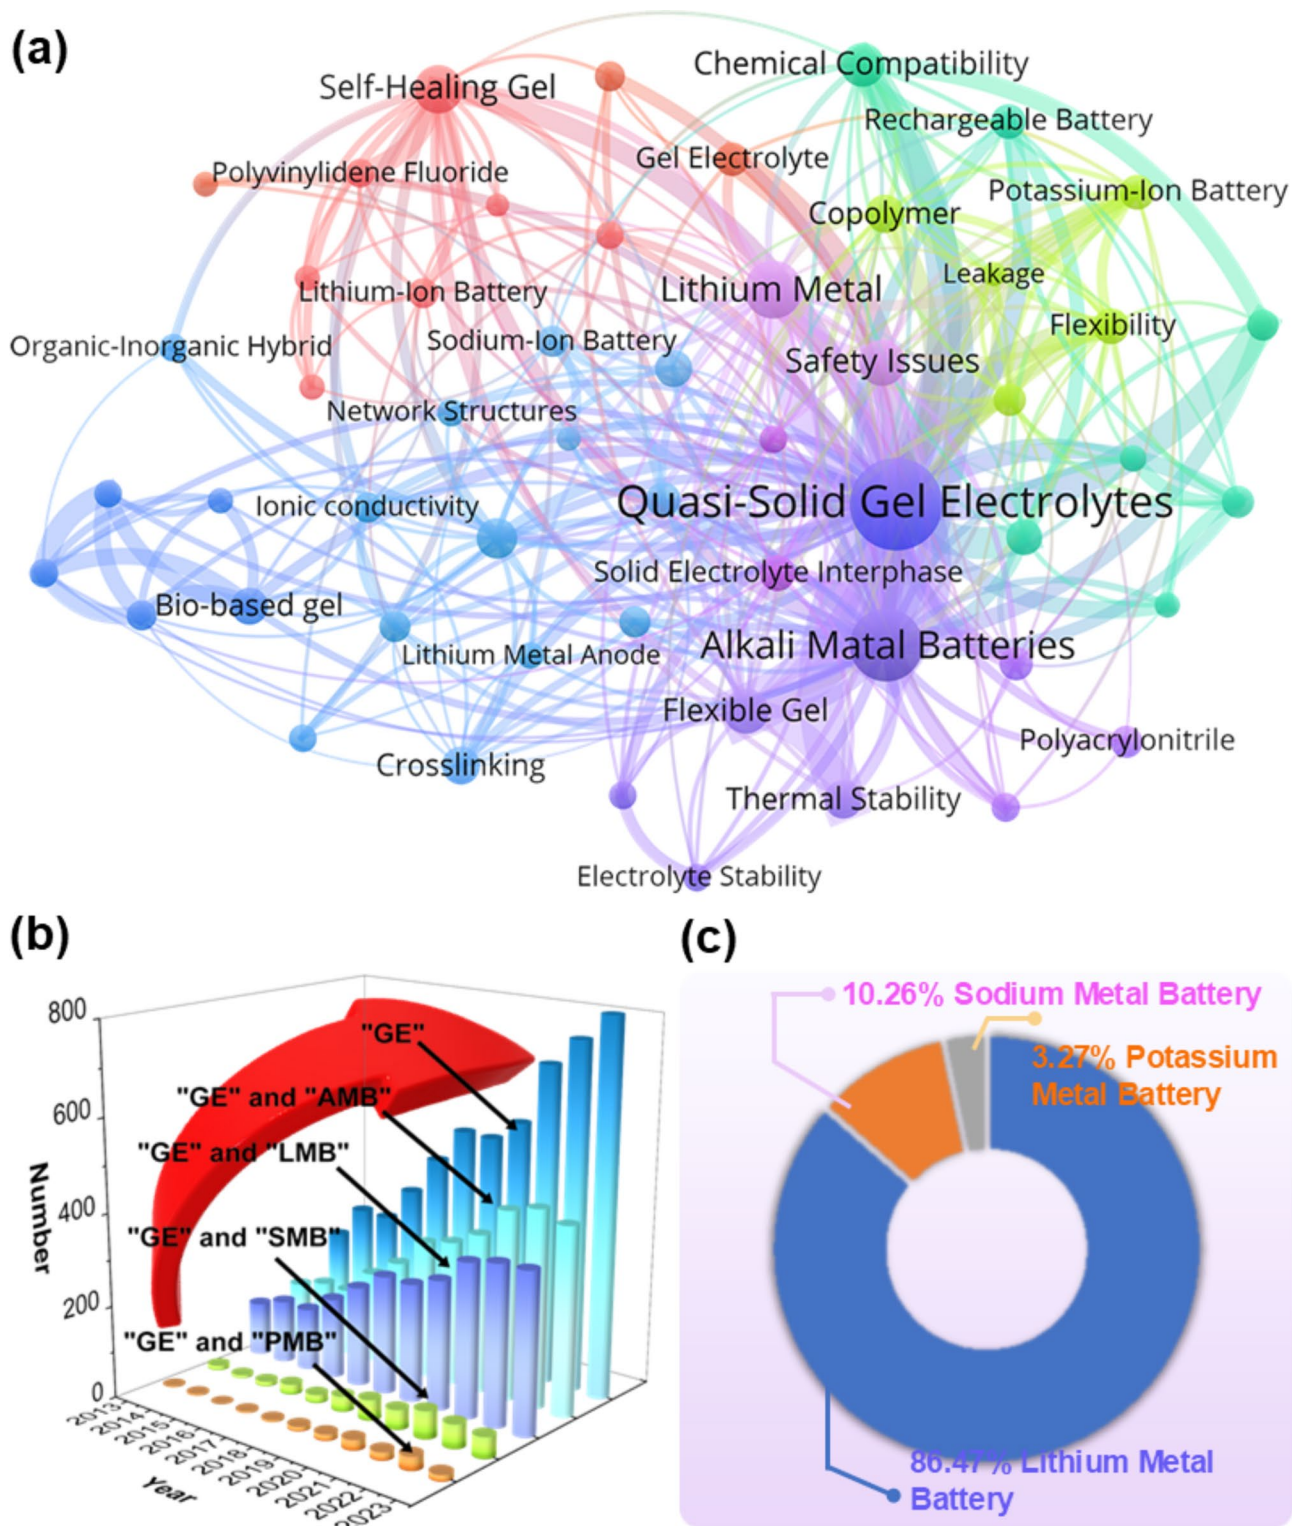 (a)
Self-Healing Gel
Chemical Compatibility
Rechargeable Battery
Polyvinylidene Fluoride
Gel Electrolyte
Potassium-Ion Battery
Copolymer
Lithium-Ion Battery
Lithium Metal
Leakage
Organic-Inorganic Hybrid
Sodium-Ion Battery
Flexibility
Safety Issues
Network Structures
Ionic conductivity
Quasi-Solid Gel Electrolytes
Solid Electrolyte Interphase
Bio-based gel
Lithium Metal Anode
Alkali Matal Batteries
Flexible Gel
Crosslinking
Polyacrylonitrile
Thermal Stability
Electrolyte Stability
(b)
800
600
400
200
0
Number
"GE"
"GE" and "AMB"
"GE" and "LMB"
"GE" and "SMB"
"GE" and "PMB"
2013
2014
2015
2016
2017
2018
2019
2020
2021
2022
2023
Year
(c)
10.26% Sodium Metal Battery
3.27% Potassium
Metal Battery
86.47% Lithium Metal
Battery